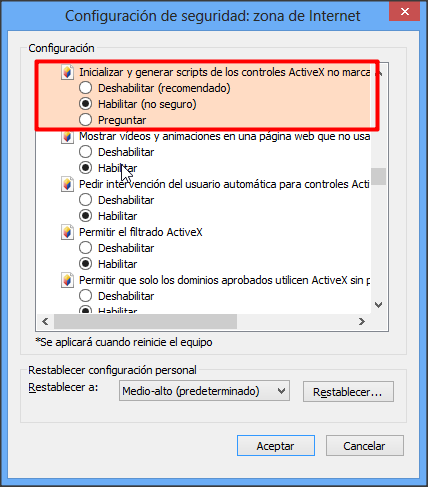 Configuración de seguridad: zona de Internet
Configuración
Inicializar y generar scripts de los controles ActiveX no marca
Deshabilitar (recomendado)
Habilitar (no seguro)
Preguntar
Mostrar vídeos y animaciones en una página web que no usa
Deshabilitar
Habilitar
Pedir intervención del usuario automática para controles Acti
Deshabilitar
Habilitar
Permitir el filtrado ActiveX
Deshabilitar
Habilitar
Permitir que solo los dominios aprobados utilicen ActiveX sin p
Deshabilitar
Habilitar
*Se aplicará cuando reinicie el equipo
Restablecer configuración personal
Restablecer a:
Medio-alto (predeterminado)
Restablecer...
Aceptar
Cancelar